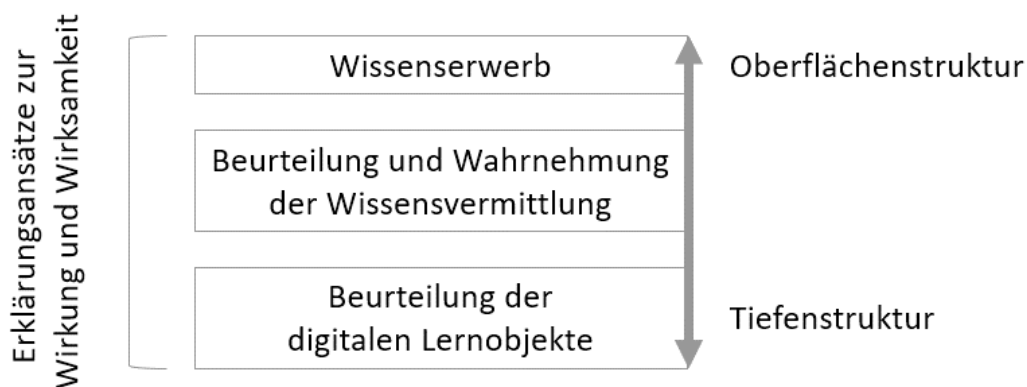 Erklärungsansätze zur
Wirkung und Wirksamkeit
Wissenserwerb
Oberflächenstruktur
Beurteilung und Wahrnehmung
der Wissensvermittlung
Beurteilung der
digitalen Lernobjekte
Tiefenstruktur